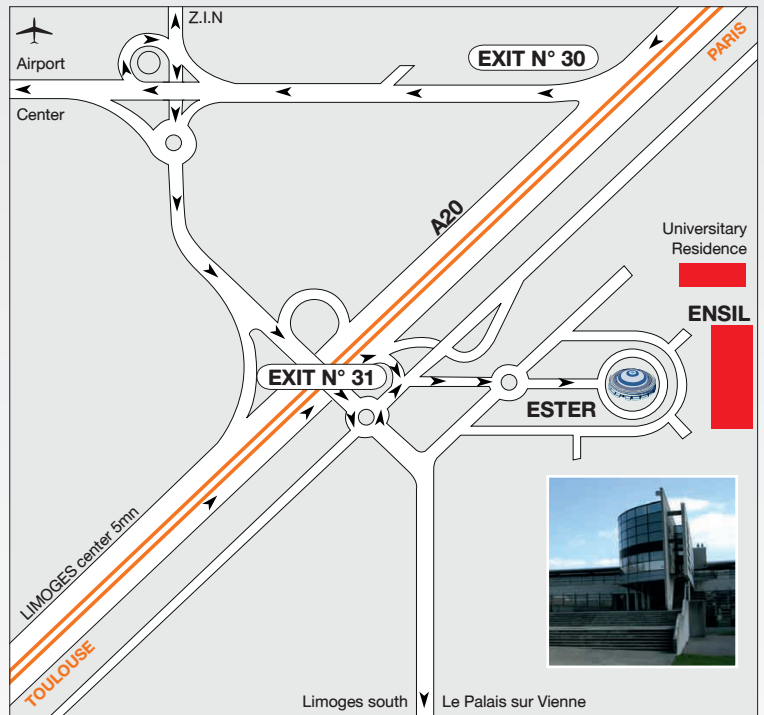 Z.I.N
Airport
Center
EXIT N° 30
PARIS
A20
Universitary
Residence
ENSIL
EXIT N° 31
ESTER
LIMOGES center 5mn
TOULOUSE
Limoges south
Le Palais sur Vienne